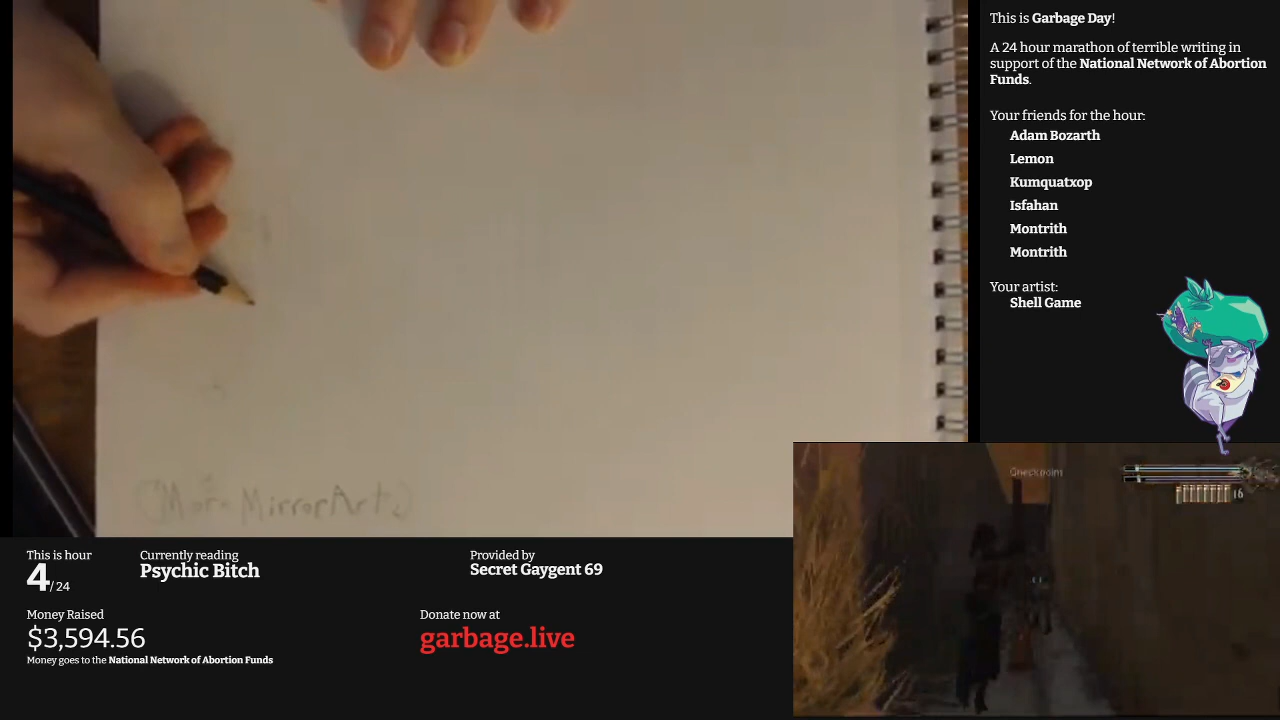 This is Garbage Day!
A 24 hour marathon of terrible writing in
support of the National Network of Abortion
Funds.
Your friends for the hour:
Adam Bozarth
Lemon
Kumquatxop
Isfahan
Montrith
Montrith
Your artist:
Shell Game
(More Mirror Art)
Checkpoint
16
This is hour
4/24
Currently reading
Psychic Bitch
Provided by
Secret Gaygent 69
Money Raised
$3,594.56
Money goes to the National Network of Abortion Funds
Donate now at
garbage.live